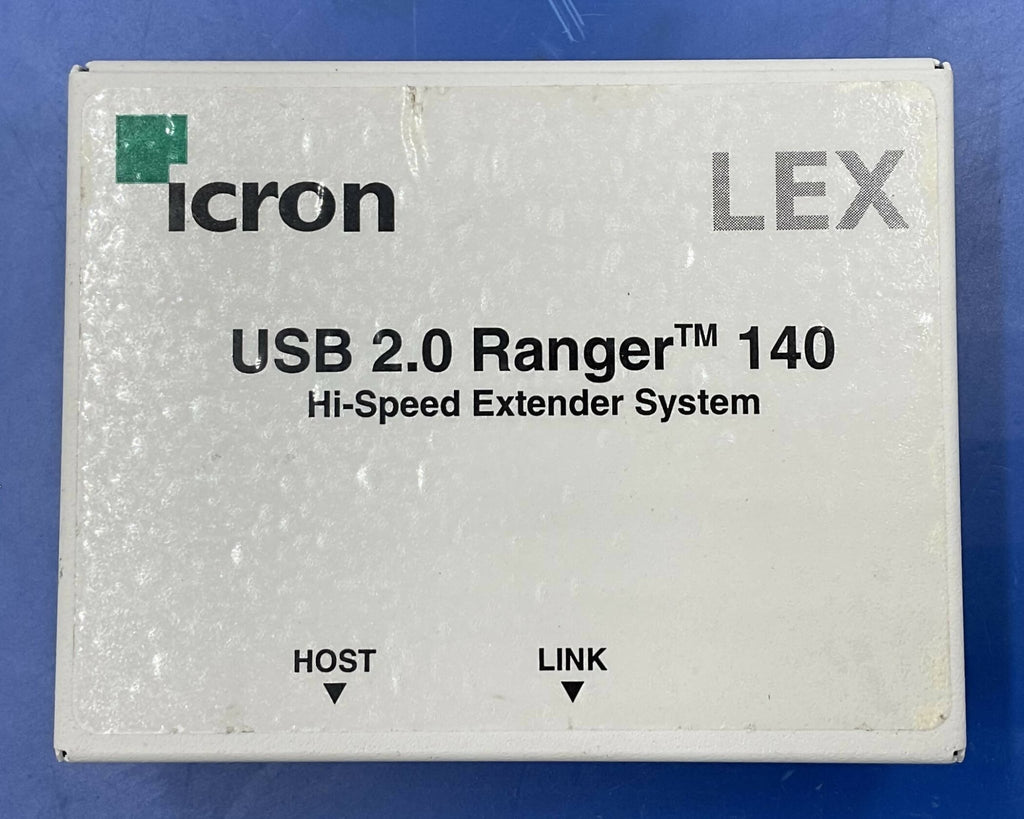 icron
LEX
USB 2.0 Ranger™ 140
Hi-Speed Extender System
HOST
LINK